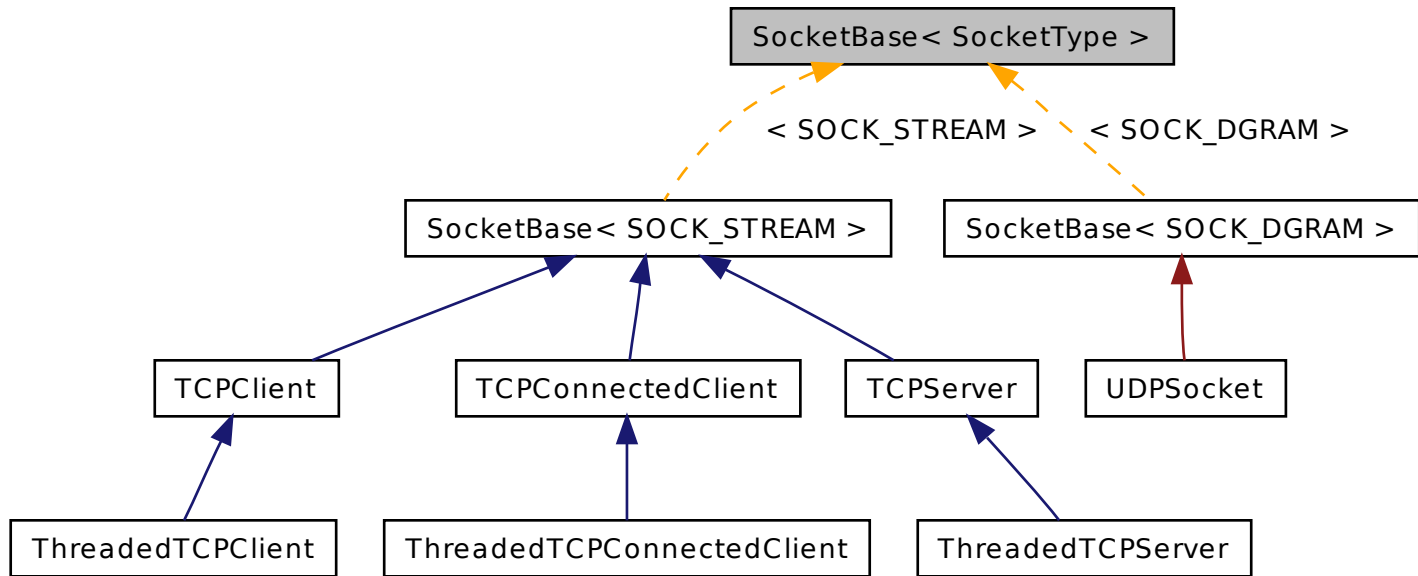 SocketBase< SocketType >
< SOCK_STREAM >
< SOCK_DGRAM >
SocketBase< SOCK_STREAM >
SocketBase< SOCK_DGRAM >
TCPClient
TCPConnectedClient
TCPServer
UDPSocket
ThreadedTCPClient
ThreadedTCPConnectedClient
ThreadedTCPServer